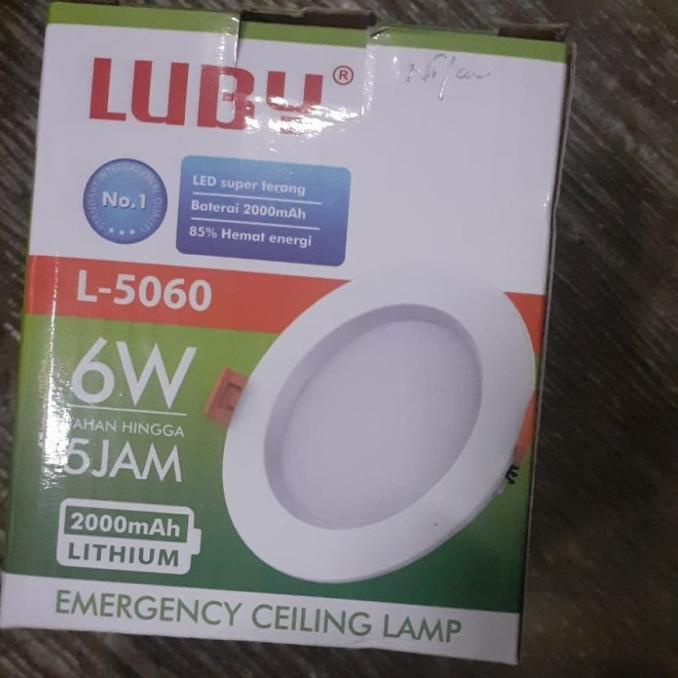 LUBY®
No.1
LED super terang
Baterai 2000mAh
85% Hemat energi
L-5060
6W
TAHAN HINGGA
5JAM
2000mAh
LITHIUM
EMERGENCY CEILING LAMP